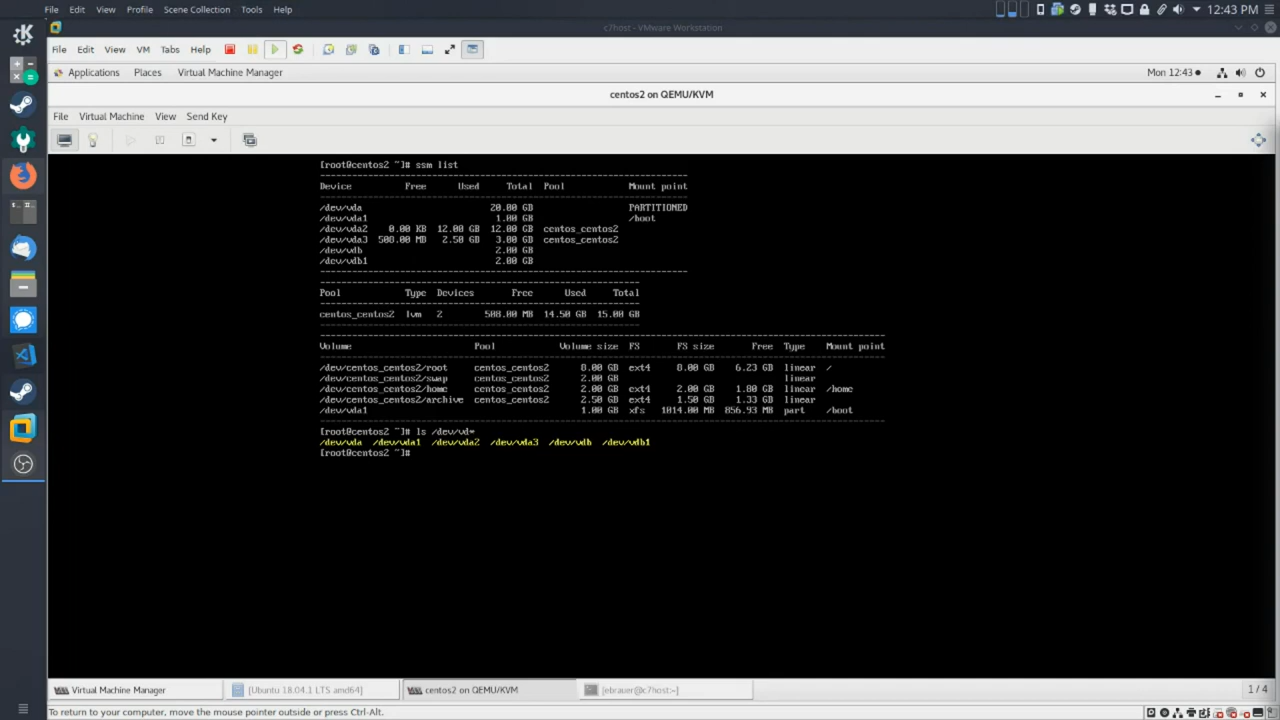 File Edit View Profile Scene Collection Tools Help 12:43 PM
c7host - VMware Workstation
File Edit View VM Tabs Help
Applications Places Virtual Machine Manager Mon 12:43
centos2 on QEMU/KVM
File Virtual Machine View Send Key
[root@centos2 ~]# ssm list
-----------------------------------------------------------------
Device Free Used Total Pool Mount point
-----------------------------------------------------------------
/dev/vda 20.00 GB PARTITIONED
/dev/vda1 1.00 GB /boot
/dev/vda2 0.00 KB 12.00 GB 12.00 GB centos_centos2
/dev/vda3 508.00 MB 2.50 GB 3.00 GB centos_centos2
/dev/vdb 2.00 GB
/dev/vdb1 2.00 GB
-----------------------------------------------------------------
Pool Type Devices Free Used Total
-----------------------------------------------------------------
centos_centos2 lvm 2 508.00 MB 14.50 GB 15.00 GB
-----------------------------------------------------------------
Volume Pool Volume size FS FS size Free Type Mount point
-----------------------------------------------------------------
/dev/centos_centos2/root centos_centos2 8.00 GB ext4 8.00 GB 6.23 GB linear /
/dev/centos_centos2/swap centos_centos2 2.00 GB linear
/dev/centos_centos2/home centos_centos2 2.00 GB ext4 2.00 GB 1.80 GB linear /home
/dev/centos_centos2/archive centos_centos2 2.50 GB ext4 1.50 GB 1.33 GB linear
/dev/vda1 1.00 GB xfs 1014.00 MB 856.93 MB part /boot
-----------------------------------------------------------------
[root@centos2 ~]# ls /dev/vd*
/dev/vda /dev/vda1 /dev/vda2 /dev/vda3 /dev/vdb /dev/vdb1
[root@centos2 ~]#
Virtual Machine Manager [Ubuntu 18.04.1 LTS amd64] centos2 on QEMU/KVM [ebrauer@c7host:~] 1 / 4
To return to your computer, move the mouse pointer outside or press Ctrl-Alt.